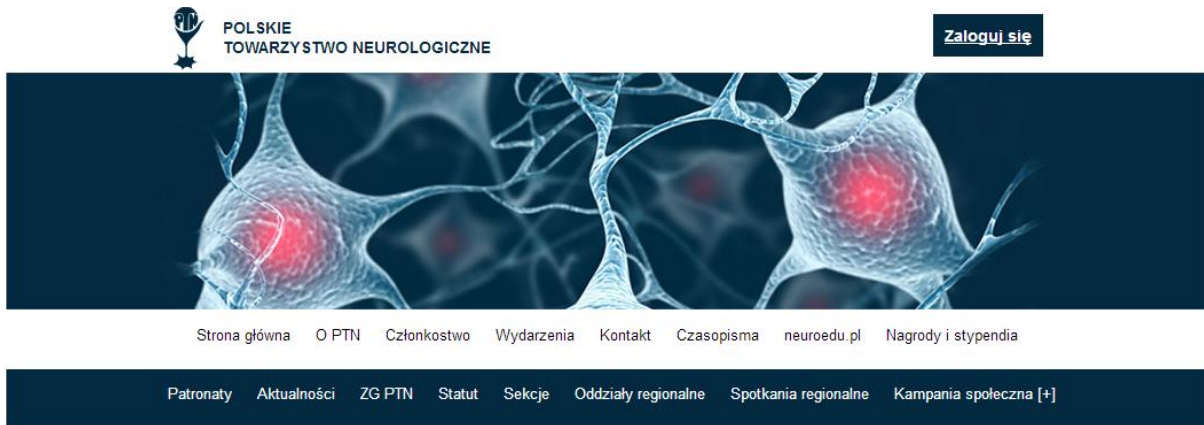 PTN
POLSKIE
TOWARZYSTWO NEUROLOGICZNE
Zaloguj się
Strona główna O PTN Członkostwo Wydarzenia Kontakt Czasopisma neuroedu.pl Nagrody i stypendia
Patronaty Aktualności ZG PTN Statut Sekcje Oddziały regionalne Spotkania regionalne Kampania społeczna [+]